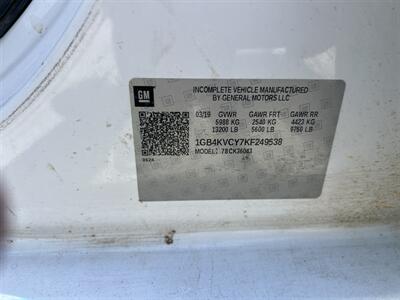 GM
INCOMPLETE VEHICLE MANUFACTURED
BY GENERAL MOTORS LLC
03/19 GVWR GAWR FRT GAWR RR
5988 KG 2540 KG 4423 KG
13200 LB 5600 LB 9750 LB
1GB4KVCY7KF249538
MODEL: 78CK36043